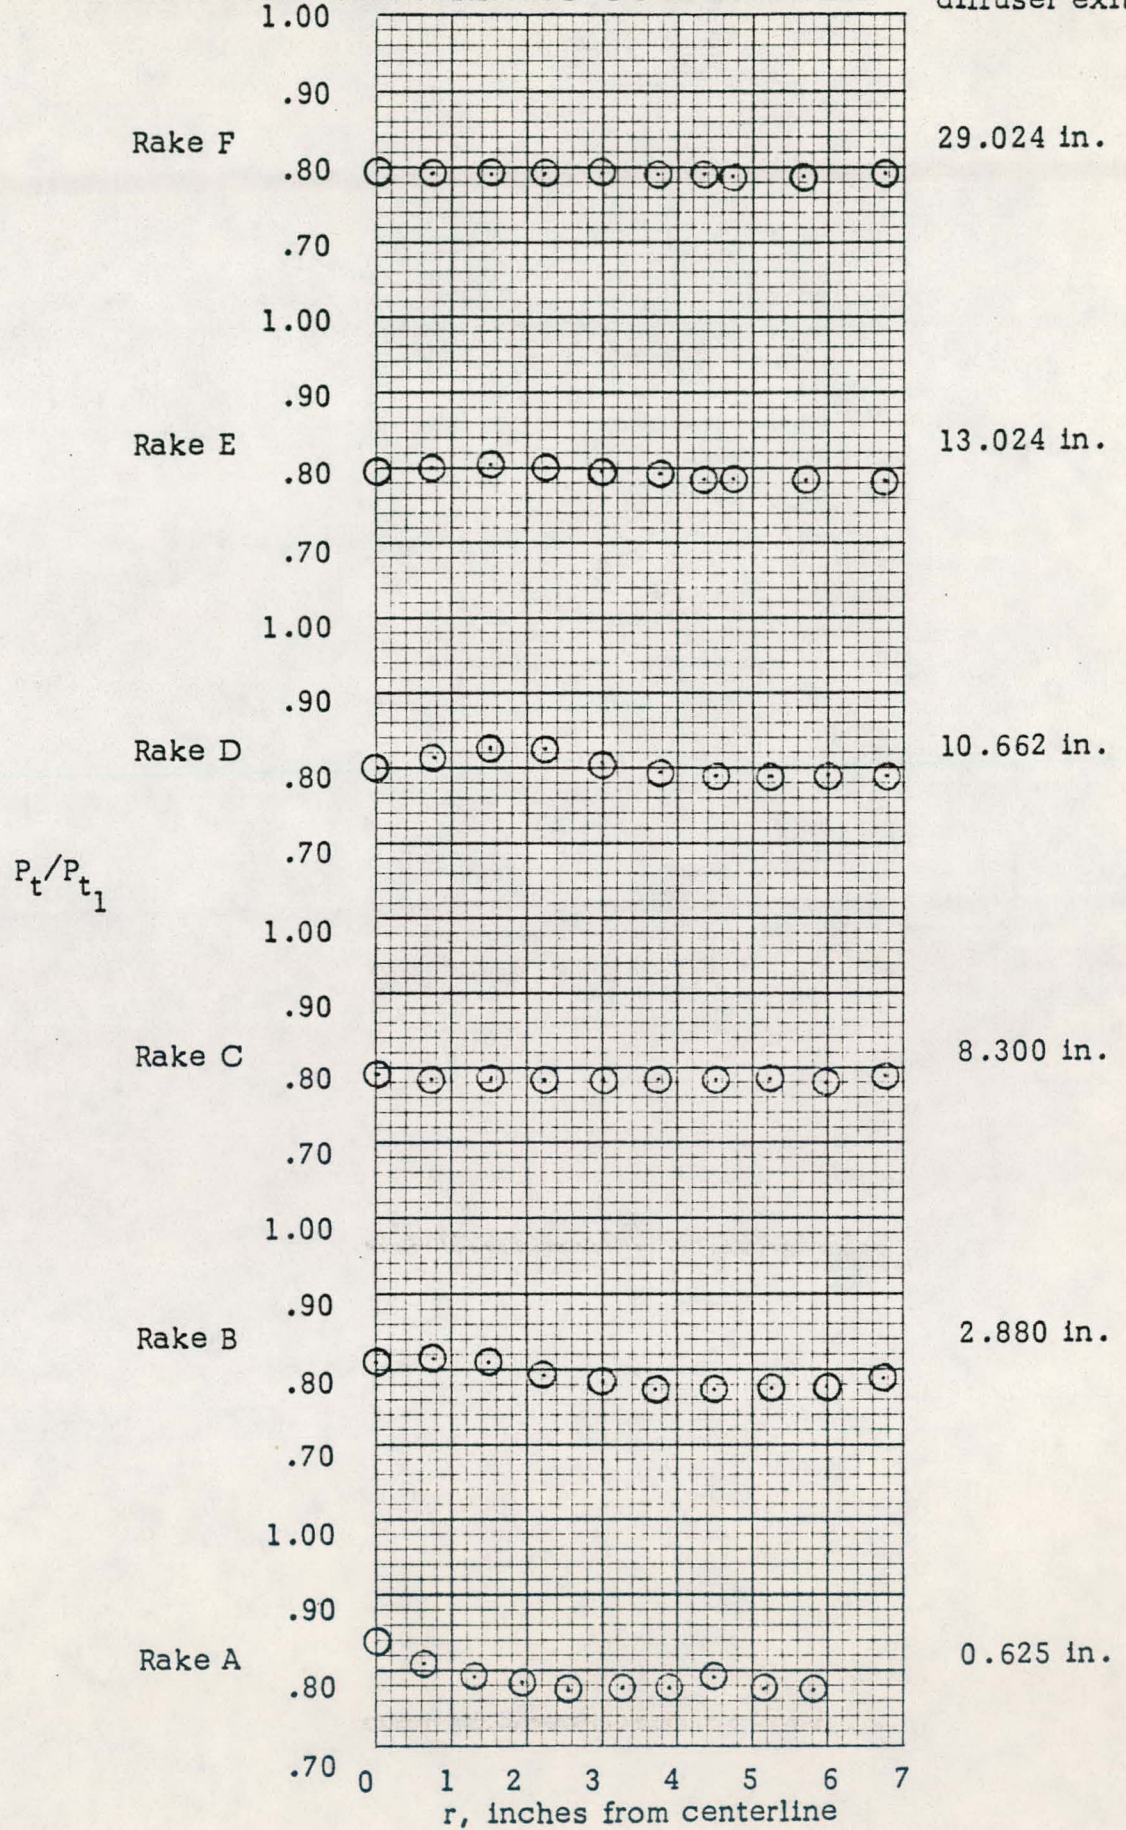 diffuser exit
1.00
.90
Rake F
.80
29.024 in.
.70
1.00
.90
Rake E
.80
13.024 in.
.70
1.00
.90
Rake D
.80
10.662 in.
.70
Pt/Pt1
1.00
.90
Rake C
.80
8.300 in.
.70
1.00
.90
Rake B
.80
2.880 in.
.70
1.00
.90
Rake A
.80
0.625 in.
.70
0 1 2 3 4 5 6 7
r, inches from centerline